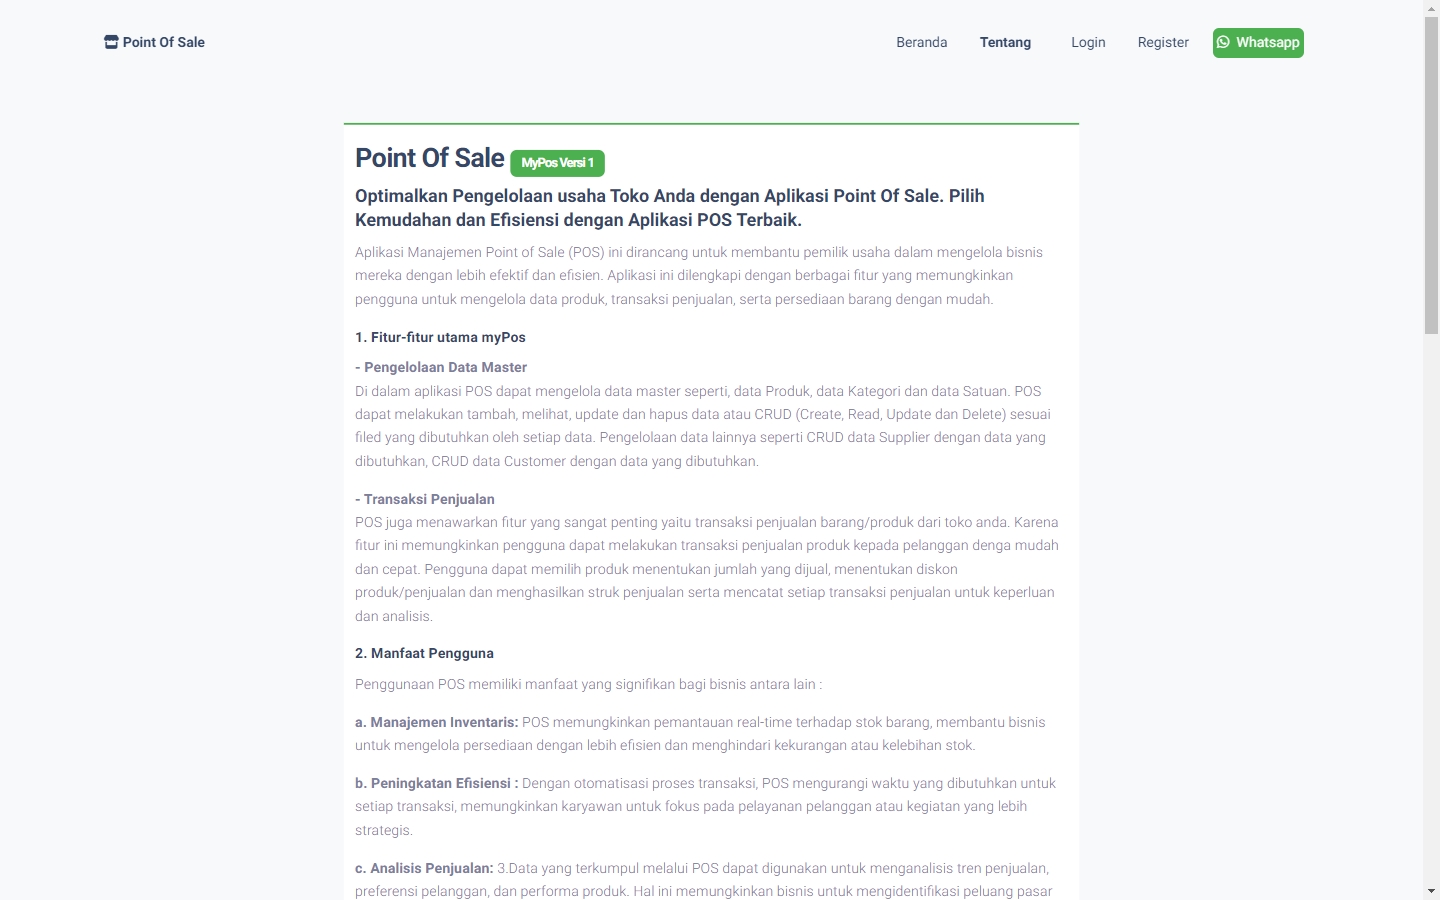 Point Of Sale
Beranda Tentang Login Register Whatsapp
Point Of Sale MyPos Versi 1
Optimalkan Pengelolaan usaha Toko Anda dengan Aplikasi Point Of Sale. Pilih
Kemudahan dan Efisiensi dengan Aplikasi POS Terbaik.
Aplikasi Manajemen Point of Sale (POS) ini dirancang untuk membantu pemilik usaha dalam mengelola bisnis
mereka dengan lebih efektif dan efisien. Aplikasi ini dilengkapi dengan berbagai fitur yang memungkinkan
pengguna untuk mengelola data produk, transaksi penjualan, serta persediaan barang dengan mudah.
1. Fitur-fitur utama myPos
- Pengelolaan Data Master
Di dalam aplikasi POS dapat mengelola data master seperti, data Produk, data Kategori dan data Satuan. POS
dapat melakukan tambah, melihat, update dan hapus data atau CRUD (Create, Read, Update dan Delete) sesuai
filed yang dibutuhkan oleh setiap data. Pengelolaan data lainnya seperti CRUD data Supplier dengan data yang
dibutuhkan, CRUD data Customer dengan data yang dibutuhkan.
- Transaksi Penjualan
POS juga menawarkan fitur yang sangat penting yaitu transaksi penjualan barang/produk dari toko anda. Karena
fitur ini memungkinkan pengguna dapat melakukan transaksi penjualan produk kepada pelanggan denga mudah
dan cepat. Pengguna dapat memilih produk menentukan jumlah yang dijual, menentukan diskon
produk/penjualan dan menghasilkan struk penjualan serta mencatat setiap transaksi penjualan untuk keperluan
dan analisis.
2. Manfaat Pengguna
Penggunaan POS memiliki manfaat yang signifikan bagi bisnis antara lain :
a. Manajemen Inventaris: POS memungkinkan pemantauan real-time terhadap stok barang, membantu bisnis
untuk mengelola persediaan dengan lebih efisien dan menghindari kekurangan atau kelebihan stok.
b. Peningkatan Efisiensi : Dengan otomatisasi proses transaksi, POS mengurangi waktu yang dibutuhkan untuk
setiap transaksi, memungkinkan karyawan untuk fokus pada pelayanan pelanggan atau kegiatan yang lebih
strategis.
c. Analisis Penjualan: 3.Data yang terkumpul melalui POS dapat digunakan untuk menganalisis tren penjualan,
preferensi pelanggan, dan performa produk. Hal ini memungkinkan bisnis untuk mengidentifikasi peluang pasar